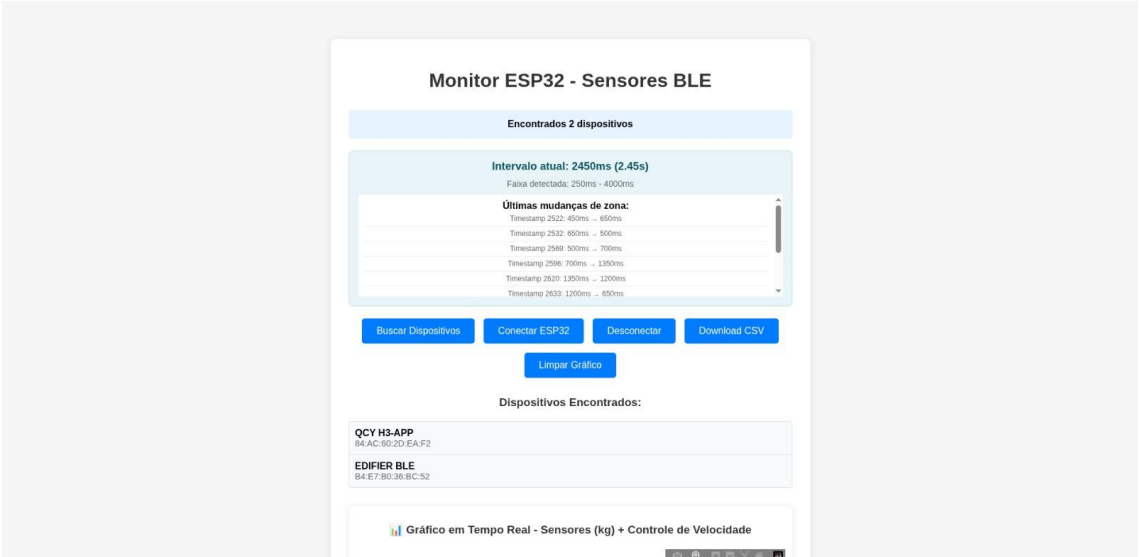 Monitor ESP32 - Sensores BLE
Encontrados 2 dispositivos
Intervalo atual: 2450ms (2.45s)
Faixa detectada: 250ms - 4000ms
Últimas mudanças de zona:
Timestamp 2522: 450ms → 650ms
Timestamp 2532: 650ms → 500ms
Timestamp 2569: 500ms → 700ms
Timestamp 2596: 700ms → 1350ms
Timestamp 2620: 1350ms → 1200ms
Timestamp 2633: 1200ms → 650ms
Buscar Dispositivos Conectar ESP32 Desconectar Download CSV
Limpar Gráfico
Dispositivos Encontrados:
QCY H3-APP
84:AC:60:2D:EA:F2
EDIFIER BLE
B4:E7:B0:36:BC:52
📊 Gráfico em Tempo Real - Sensores (kg) + Controle de Velocidade